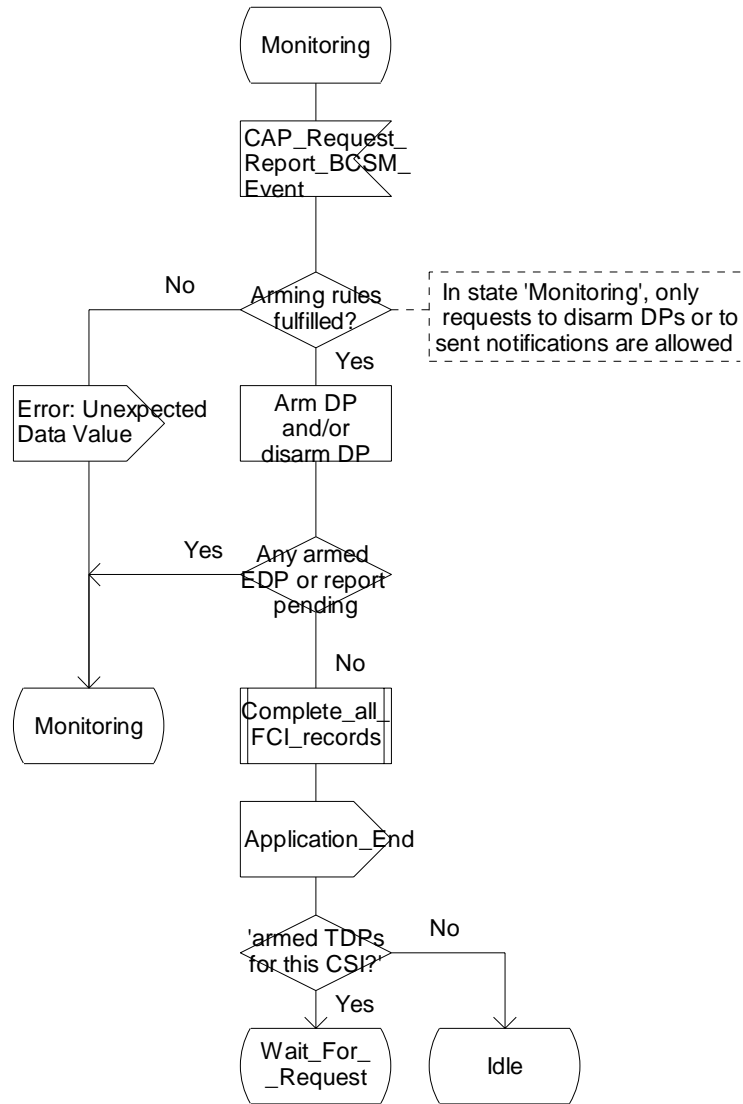 Monitoring
CAP_Request_
Report_BCSM_
Event
No
Arming rules
fulfilled?
In state 'Monitoring', only
requests to disarm DPs or to
sent notifications are allowed
Yes
Error: Unexpected
Data Value
Arm DP
and/or
disarm DP
Yes
Any armed
EDP or report
pending
No
Monitoring
Complete_all_
FCI_records
Application_End
'armed TDPs
for this CSI?'
No
Yes
Wait_For_
_Request
Idle